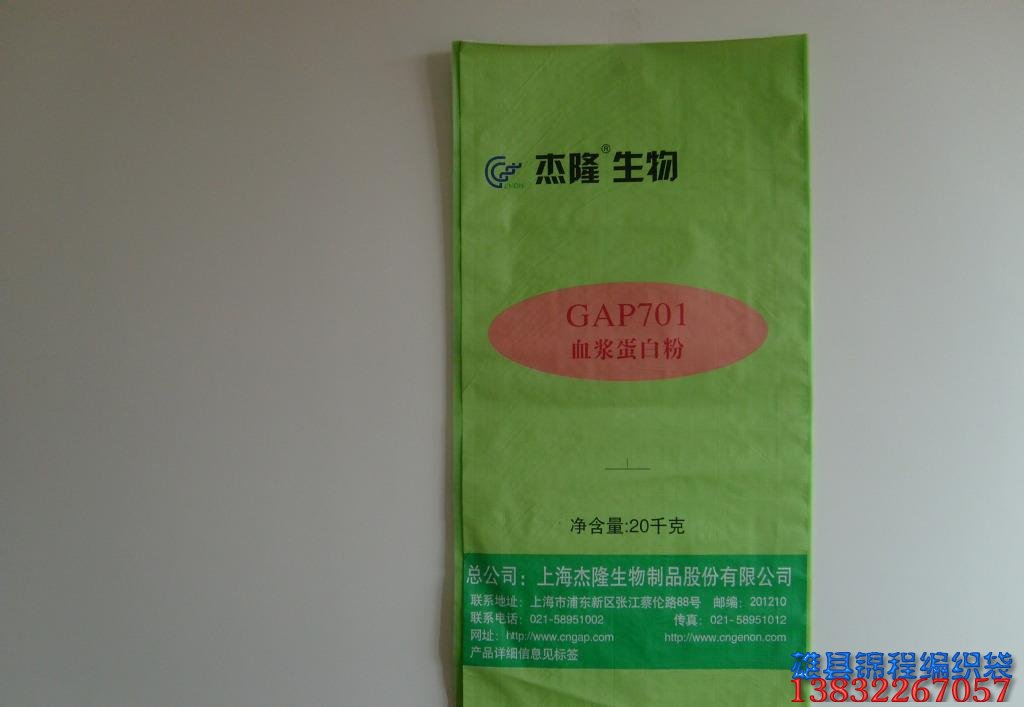 杰隆®生物
GENON
GAP701
血浆蛋白粉
净含量:20千克
总公司：上海杰隆生物制品股份有限公司
联系地址：上海市浦东新区张江蔡伦路88号 邮编：201210
联系电话：021-58951002 传真：021-58951012
网址：http://www.cngap.com http://www.cngenon.com
产品详细信息见标签
雄县锦程编织袋
13832267057